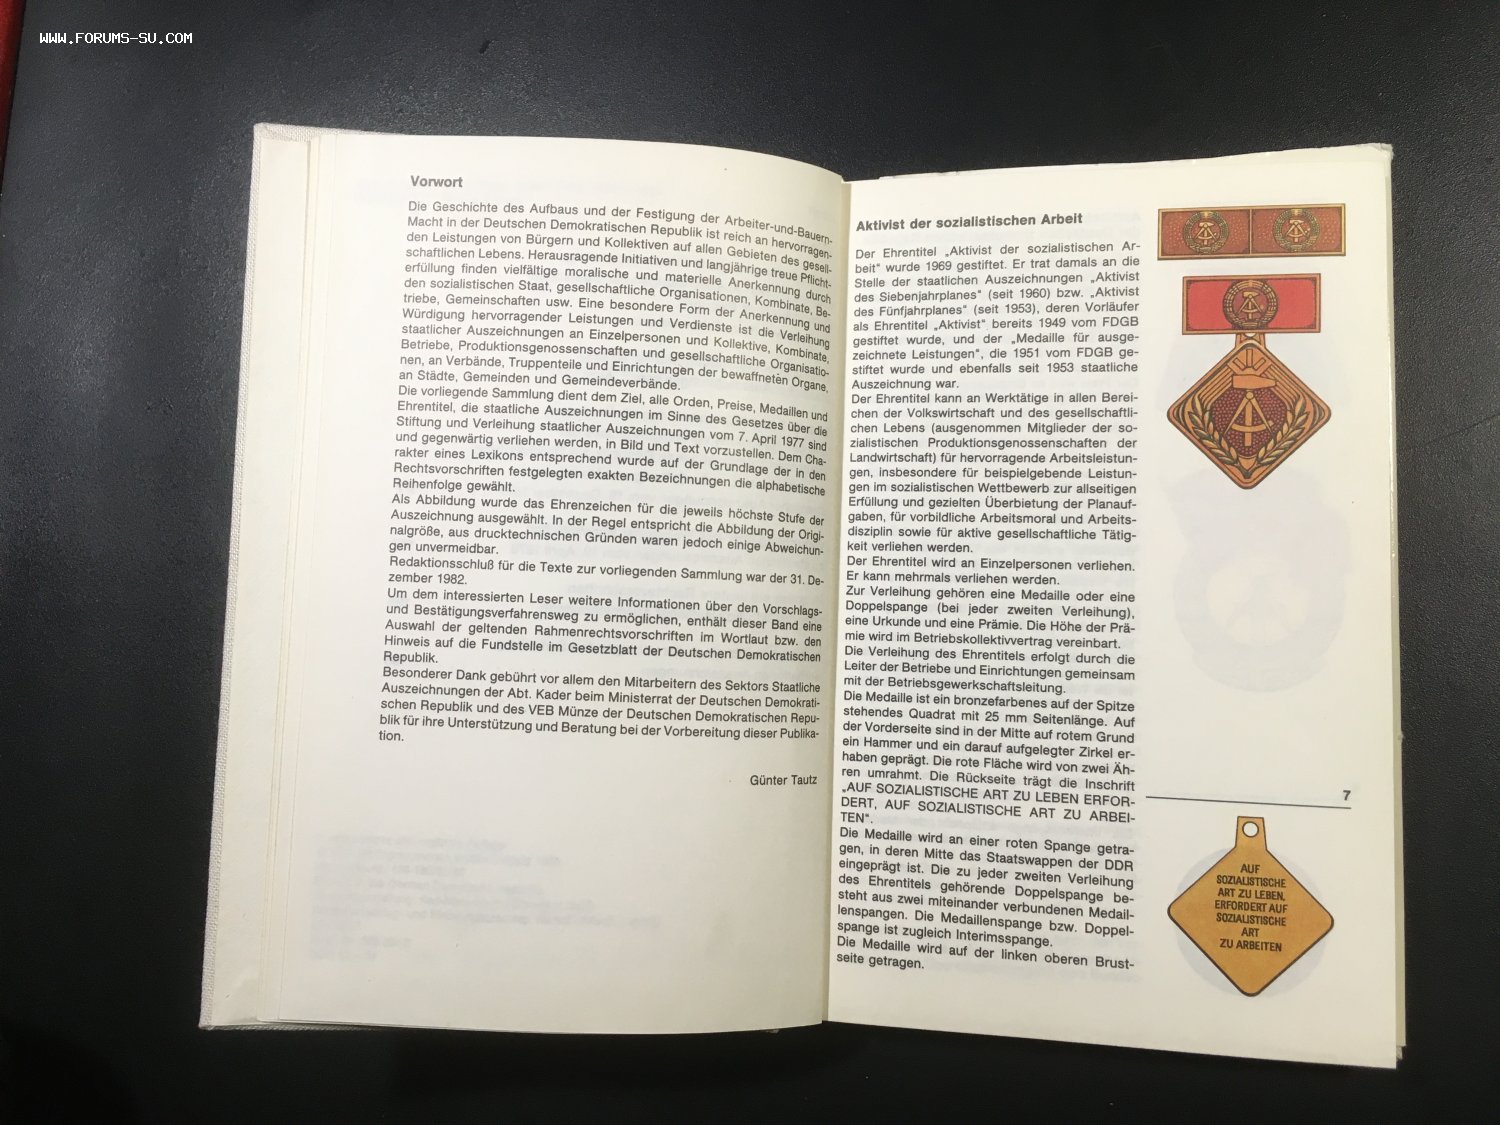 WWW.FORUMS-SU.COM
Vorwort
Die Geschichte des Aufbaus und der Festigung der Arbeiter-und-Bauern-
Macht in der Deutschen Demokratischen Republik ist reich an hervorragen-
den Leistungen von Bürgern und Kollektiven auf allen Gebieten des gesell-
schaftlichen Lebens. Herausragende Initiativen und langjährige treue Pflicht-
erfüllung finden vielfältige moralische und materielle Anerkennung durch
den sozialistischen Staat, gesellschaftliche Organisationen, Kombinate, Be-
triebe, Gemeinschaften usw. Eine besondere Form der Anerkennung und
Würdigung hervorragender Leistungen und Verdienste ist die Verleihung
staatlicher Auszeichnungen an Einzelpersonen und Kollektive, Kombinate,
Betriebe, Produktionsgenossenschaften und gesellschaftliche Organisatio-
nen, an Verbände, Truppenteile und Einrichtungen der bewaffneten Organe,
an Städte, Gemeinden und Gemeindeverbände.
Die vorliegende Sammlung dient dem Ziel, alle Orden, Preise, Medaillen und
Ehrentitel, die staatliche Auszeichnungen im Sinne des Gesetzes über die
Stiftung und Verleihung staatlicher Auszeichnungen vom 7. April 1977 sind
und gegenwärtig verliehen werden, in Bild und Text vorzustellen. Dem Cha-
rakter eines Lexikons entsprechend wurde auf der Grundlage der in den
Rechtsvorschriften festgelegten exakten Bezeichnungen die alphabetische
Reihenfolge gewählt.
Als Abbildung wurde das Ehrenzeichen für die jeweils höchste Stufe der
Auszeichnung ausgewählt. In der Regel entspricht die Abbildung der Origi-
nalgröße, aus drucktechnischen Gründen waren jedoch einige Abweichun-
gen unvermeidbar.
Redaktionsschluß für die Texte zur vorliegenden Sammlung war der 31. De-
zember 1982.
Um dem interessierten Leser weitere Informationen über den Vorschlags-
und Bestätigungsverfahrensweg zu ermöglichen, enthält dieser Band eine
Auswahl der geltenden Rahmenrechtsvorschriften im Wortlaut bzw. den
Hinweis auf die Fundstelle im Gesetzblatt der Deutschen Demokratischen
Republik.
Besonderer Dank gebührt vor allem den Mitarbeitern des Sektors Staatliche
Auszeichnungen der Abt. Kader beim Ministerrat der Deutschen Demokrati-
schen Republik und des VEB Münze der Deutschen Demokratischen Repu-
blik für ihre Unterstützung und Beratung bei der Vorbereitung dieser Publika-
tion.
Günter Tautz
Aktivist der sozialistischen Arbeit
Der Ehrentitel „Aktivist der sozialistischen Ar-
beit“ wurde 1969 gestiftet. Er trat damals an die
Stelle der staatlichen Auszeichnungen „Aktivist
des Siebenjahrplanes“ (seit 1960) bzw. „Aktivist
des Fünfjahrplanes“ (seit 1953), deren Vorläufer
als Ehrentitel „Aktivist“ bereits 1949 vom FDGB
gestiftet wurde, und der „Medaille für ausge-
zeichnete Leistungen“, die 1951 vom FDGB ge-
stiftet wurde und ebenfalls seit 1953 staatliche
Auszeichnung war.
Der Ehrentitel kann an Werktätige in allen Berei-
chen der Volkswirtschaft und des gesellschaftli-
chen Lebens (ausgenommen Mitglieder der so-
zialistischen Produktionsgenossenschaften der
Landwirtschaft) für hervorragende Arbeitsleistun-
gen, insbesondere für beispielgebende Leistun-
gen im sozialistischen Wettbewerb zur allseitigen
Erfüllung und gezielten Überbietung der Planauf-
gaben, für vorbildliche Arbeitsmoral und Arbeits-
disziplin sowie für aktive gesellschaftliche Tätig-
keit verliehen werden.
Der Ehrentitel wird an Einzelpersonen verliehen.
Er kann mehrmals verliehen werden.
Zur Verleihung gehören eine Medaille oder eine
Doppelspange (bei jeder zweiten Verleihung),
eine Urkunde und eine Prämie. Die Höhe der Prä-
mie wird im Betriebskollektivvertrag vereinbart.
Die Verleihung des Ehrentitels erfolgt durch die
Leiter der Betriebe und Einrichtungen gemeinsam
mit der Betriebsgewerkschaftsleitung.
Die Medaille ist ein bronzefarbenes auf der Spitze
stehendes Quadrat mit 25 mm Seitenlänge. Auf
der Vorderseite sind in der Mitte auf rotem Grund
ein Hammer und ein darauf aufgelegter Zirkel er-
haben geprägt. Die rote Fläche wird von zwei Äh-
ren umrahmt. Die Rückseite trägt die Inschrift
„AUF SOZIALISTISCHE ART ZU LEBEN ERFOR-
DERT, AUF SOZIALISTISCHE ART ZU ARBEI-
TEN“.
Die Medaille wird an einer roten Spange getra-
gen, in deren Mitte das Staatswappen der DDR
eingeprägt ist. Die zu jeder zweiten Verleihung
des Ehrentitels gehörende Doppelspange be-
steht aus zwei miteinander verbundenen Medail-
lenspangen. Die Medaillenspange bzw. Doppel-
spange ist zugleich Interimsspange.
Die Medaille wird auf der linken oberen Brust-
seite getragen.
7
AUF
SOZIALISTISCHE
ART ZU LEBEN,
ERFORDERT AUF
SOZIALISTISCHE
ART
ZU ARBEITEN